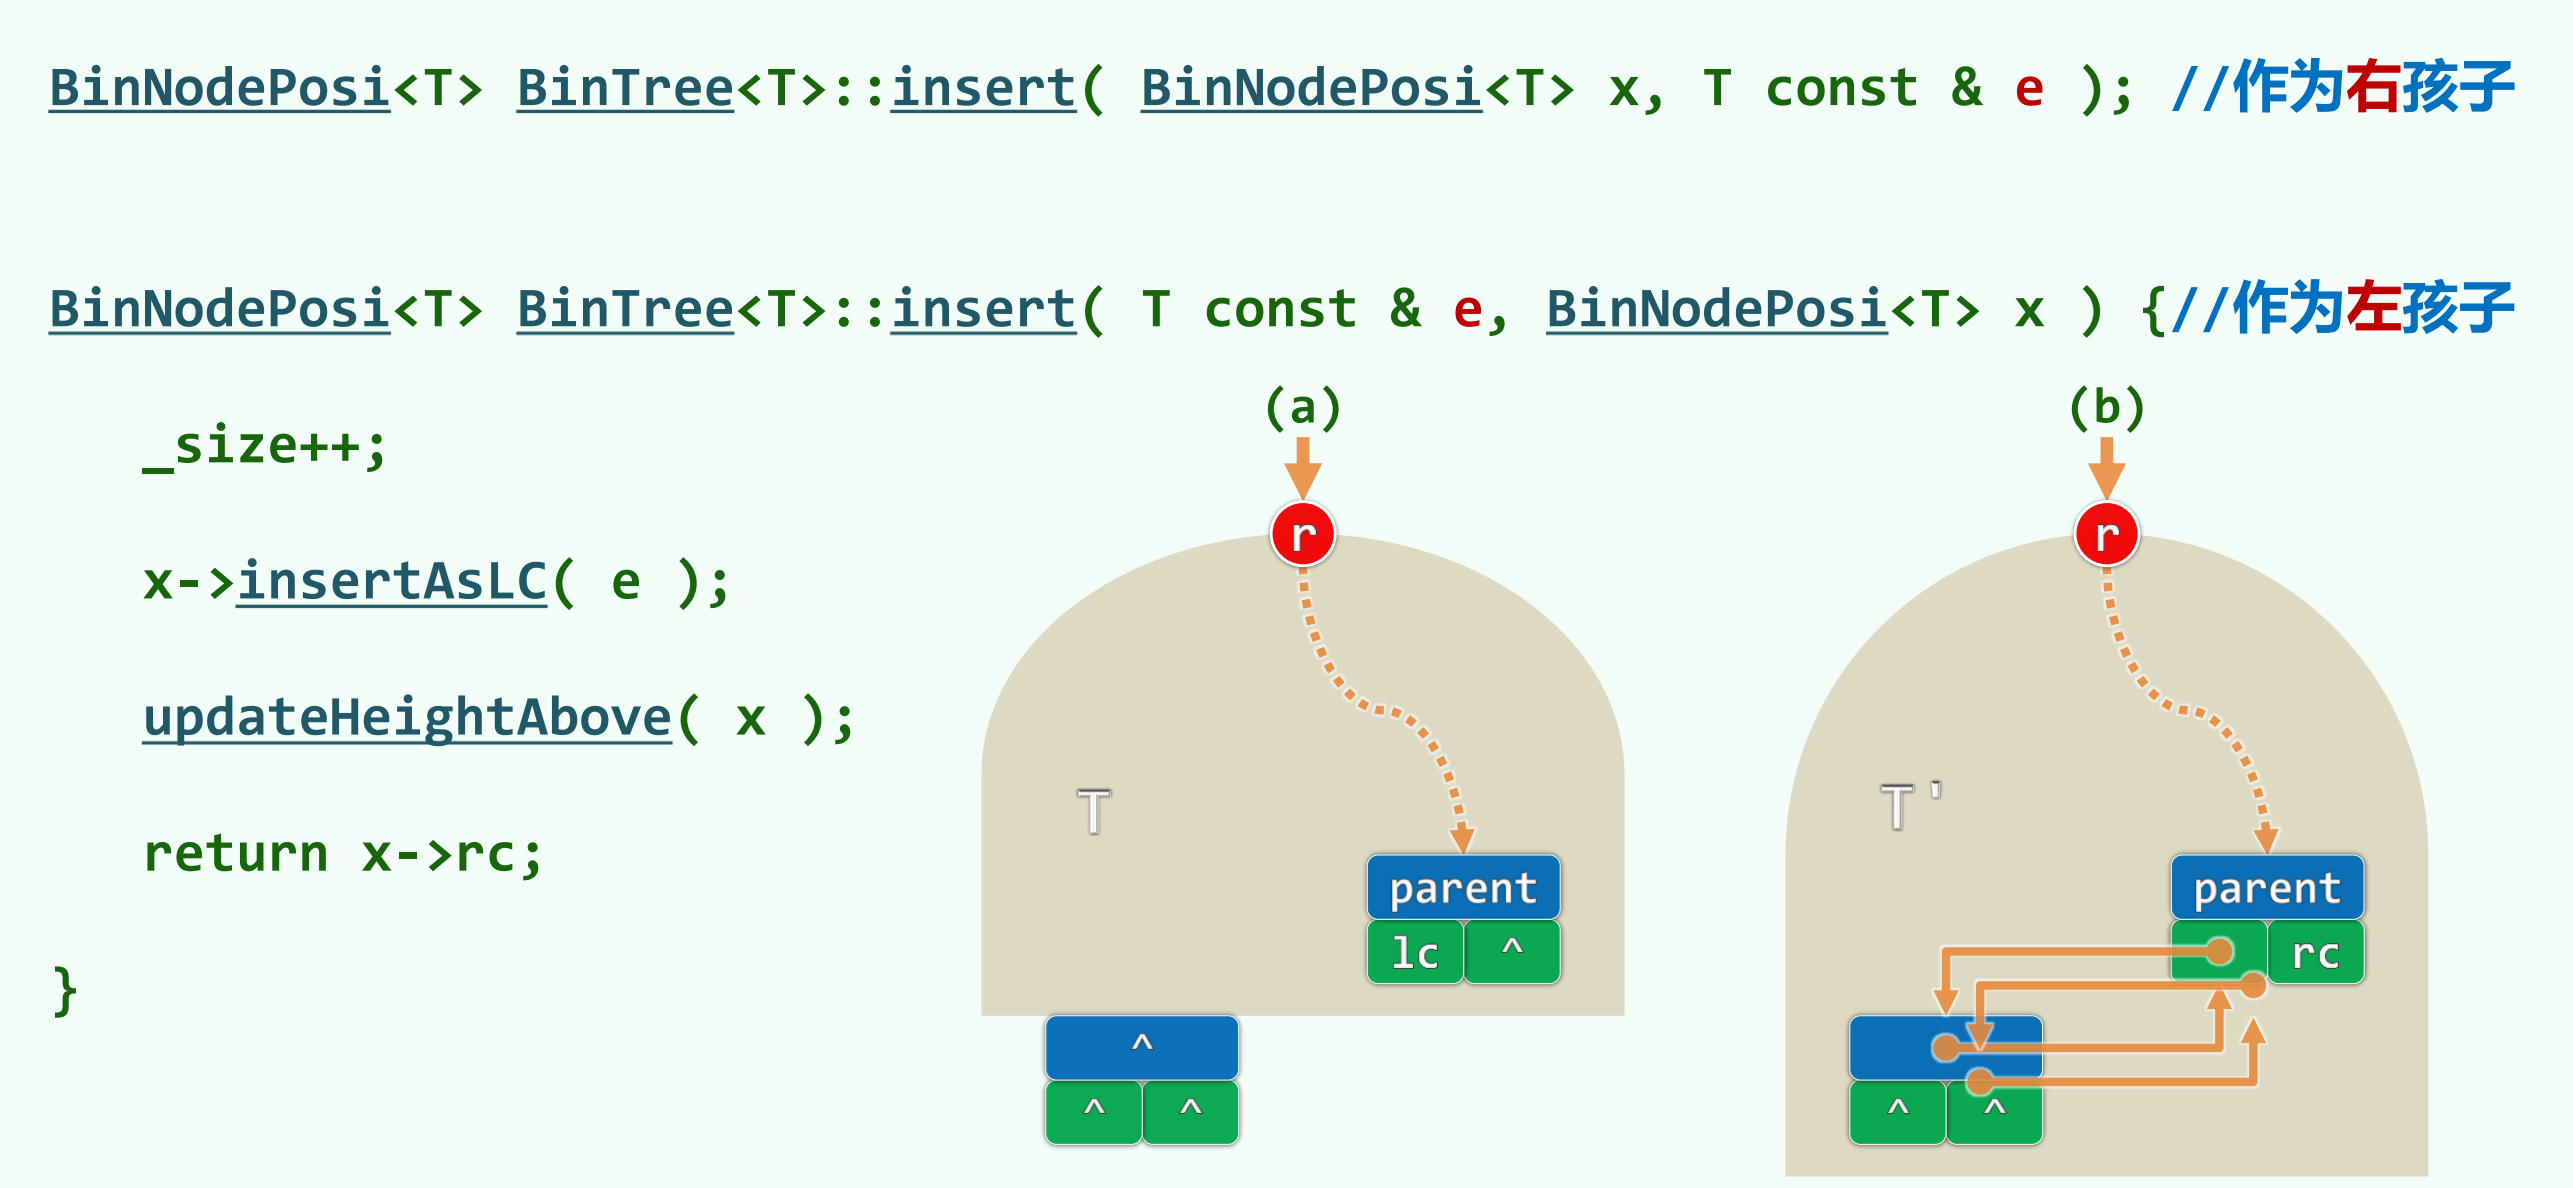 BinNodePosi<T> BinTree<T>::insert( BinNodePosi<T> x, T const & e ); //作为右孩子
BinNodePosi<T> BinTree<T>::insert( T const & e, BinNodePosi<T> x ) {//作为左孩子
_size++;
x->insertAsLC( e );
updateHeightAbove( x );
return x->rc;
}
(a)
r
T
parent
lc ^
^
^ ^
(b)
r
T'
parent
rc
^ ^